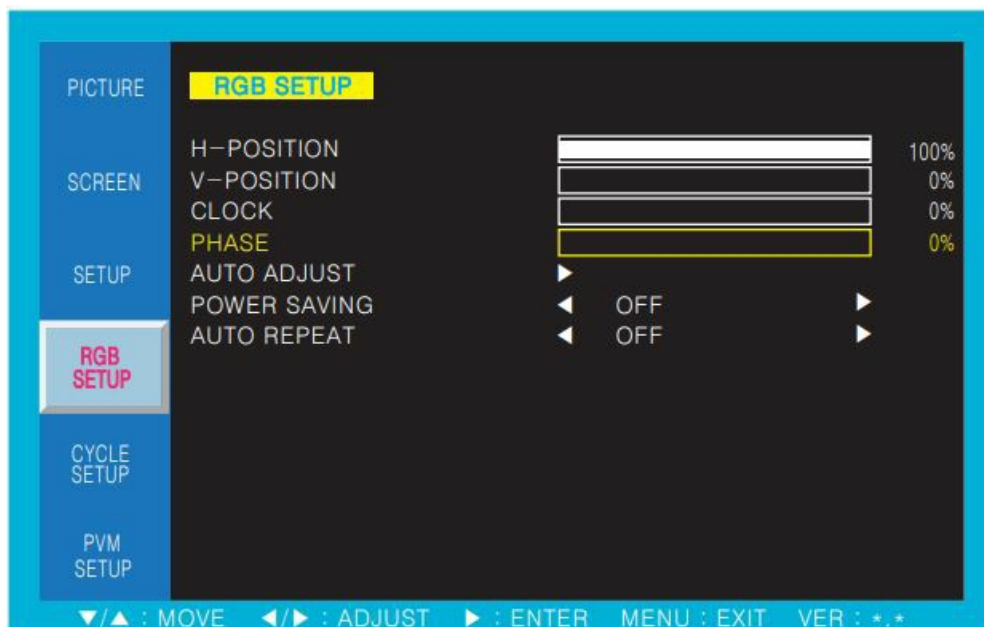 PICTURE
SCREEN
SETUP
RGB
SETUP
CYCLE
SETUP
PVM
SETUP
RGB SETUP
H-POSITION 100%
V-POSITION 0%
CLOCK 0%
PHASE 0%
AUTO ADJUST ▶
POWER SAVING ◀ OFF ▶
AUTO REPEAT ◀ OFF ▶
▼/▲ : MOVE ◀/▶ : ADJUST ▶ : ENTER MENU : EXIT VER : *.*